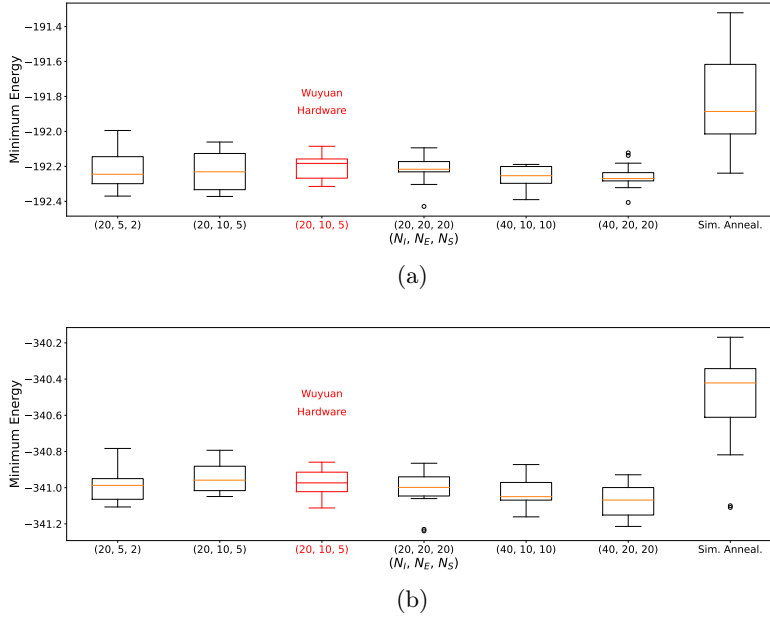 −191.4
−191.6
−191.8
−192.0
−192.2
−192.4
Minimum Energy
Wuyuan
Hardware
(20, 5, 2) (20, 10, 5) (20, 10, 5) (20, 20, 20) (40, 10, 10) (40, 20, 20) Sim. Anneal.
(N_I, N_E, N_S)
(a)
−340.2
−340.4
−340.6
−340.8
−341.0
−341.2
Minimum Energy
Wuyuan
Hardware
(20, 5, 2) (20, 10, 5) (20, 10, 5) (20, 20, 20) (40, 10, 10) (40, 20, 20) Sim. Anneal.
(N_I, N_E, N_S)
(b)